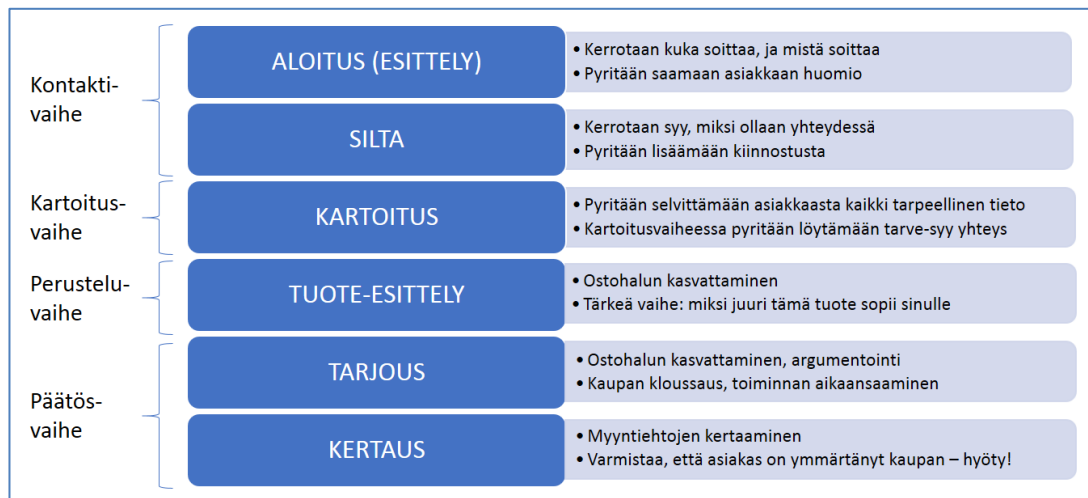 Kontakti-
vaihe
ALOITUS (ESITTELY)
• Kerrotaan kuka soittaa, ja mistä soittaa
• Pyritään saamaan asiakkaan huomio
SILTA
• Kerrotaan syy, miksi ollaan yhteydessä
• Pyritään lisäämään kiinnostusta
Kartoitus-
vaihe
KARTOITUS
• Pyritään selvittämään asiakkaasta kaikki tarpeellinen tieto
• Kartoitusvaiheessa pyritään löytämään tarve-syy yhteys
Perustelu-
vaihe
TUOTE-ESITTELY
• Ostohalun kasvattaminen
• Tärkeä vaihe: miksi juuri tämä tuote sopii sinulle
Päätös-
vaihe
TARJOUS
• Ostohalun kasvattaminen, argumentointi
• Kaupan kloussaus, toiminnan aikaansaaminen
KERTAUS
• Myyntiehtojen kertaaminen
• Varmistaa, että asiakas on ymmärtänyt kaupan – hyöty!